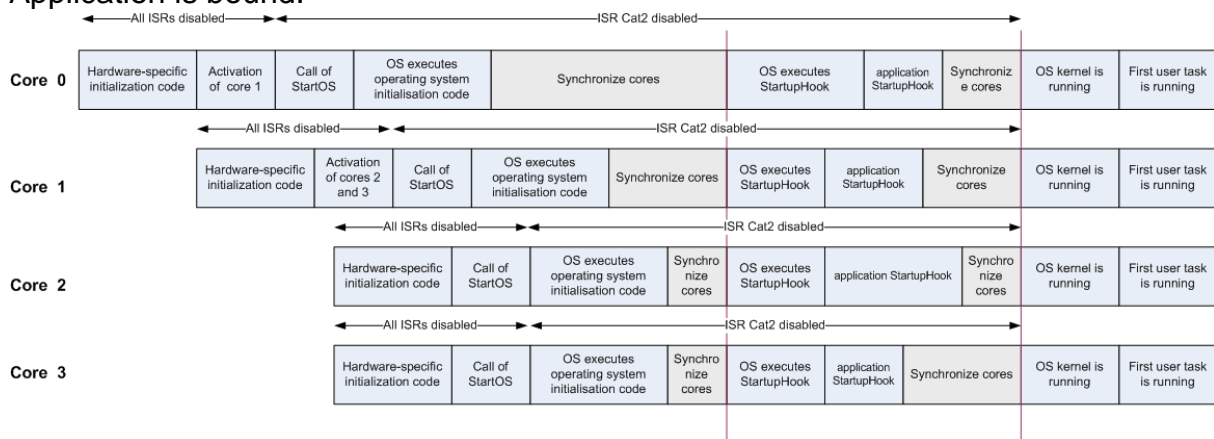 Application is bound.
All ISRs disabled
ISR Cat2 disabled
Core 0
Hardware-specific
initialization code
Activation
of core 1
Call of
StartOS
OS executes
operating system
initialisation code
Synchronize cores
OS executes
StartupHook
application
StartupHook
Synchroniz
e cores
OS kernel is
running
First user task
is running
All ISRs disabled
ISR Cat2 disabled
Core 1
Hardware-specific
initialization code
Activation
of cores 2
and 3
Call of
StartOS
OS executes
operating system
initialisation code
Synchronize cores
OS executes
StartupHook
application
StartupHook
Synchronize
cores
OS kernel is
running
First user task
is running
All ISRs disabled
ISR Cat2 disabled
Core 2
Hardware-specific
initialization code
Call of
StartOS
OS executes
operating system
initialisation code
Synchro
nize
cores
OS executes
StartupHook
application StartupHook
Synchro
nize
cores
OS kernel is
running
First user task
is running
All ISRs disabled
ISR Cat2 disabled
Core 3
Hardware-specific
initialization code
Call of
StartOS
OS executes
operating system
initialisation code
Synchro
nize
cores
OS executes
StartupHook
application
StartupHook
Synchronize cores
OS kernel is
running
First user task
is running